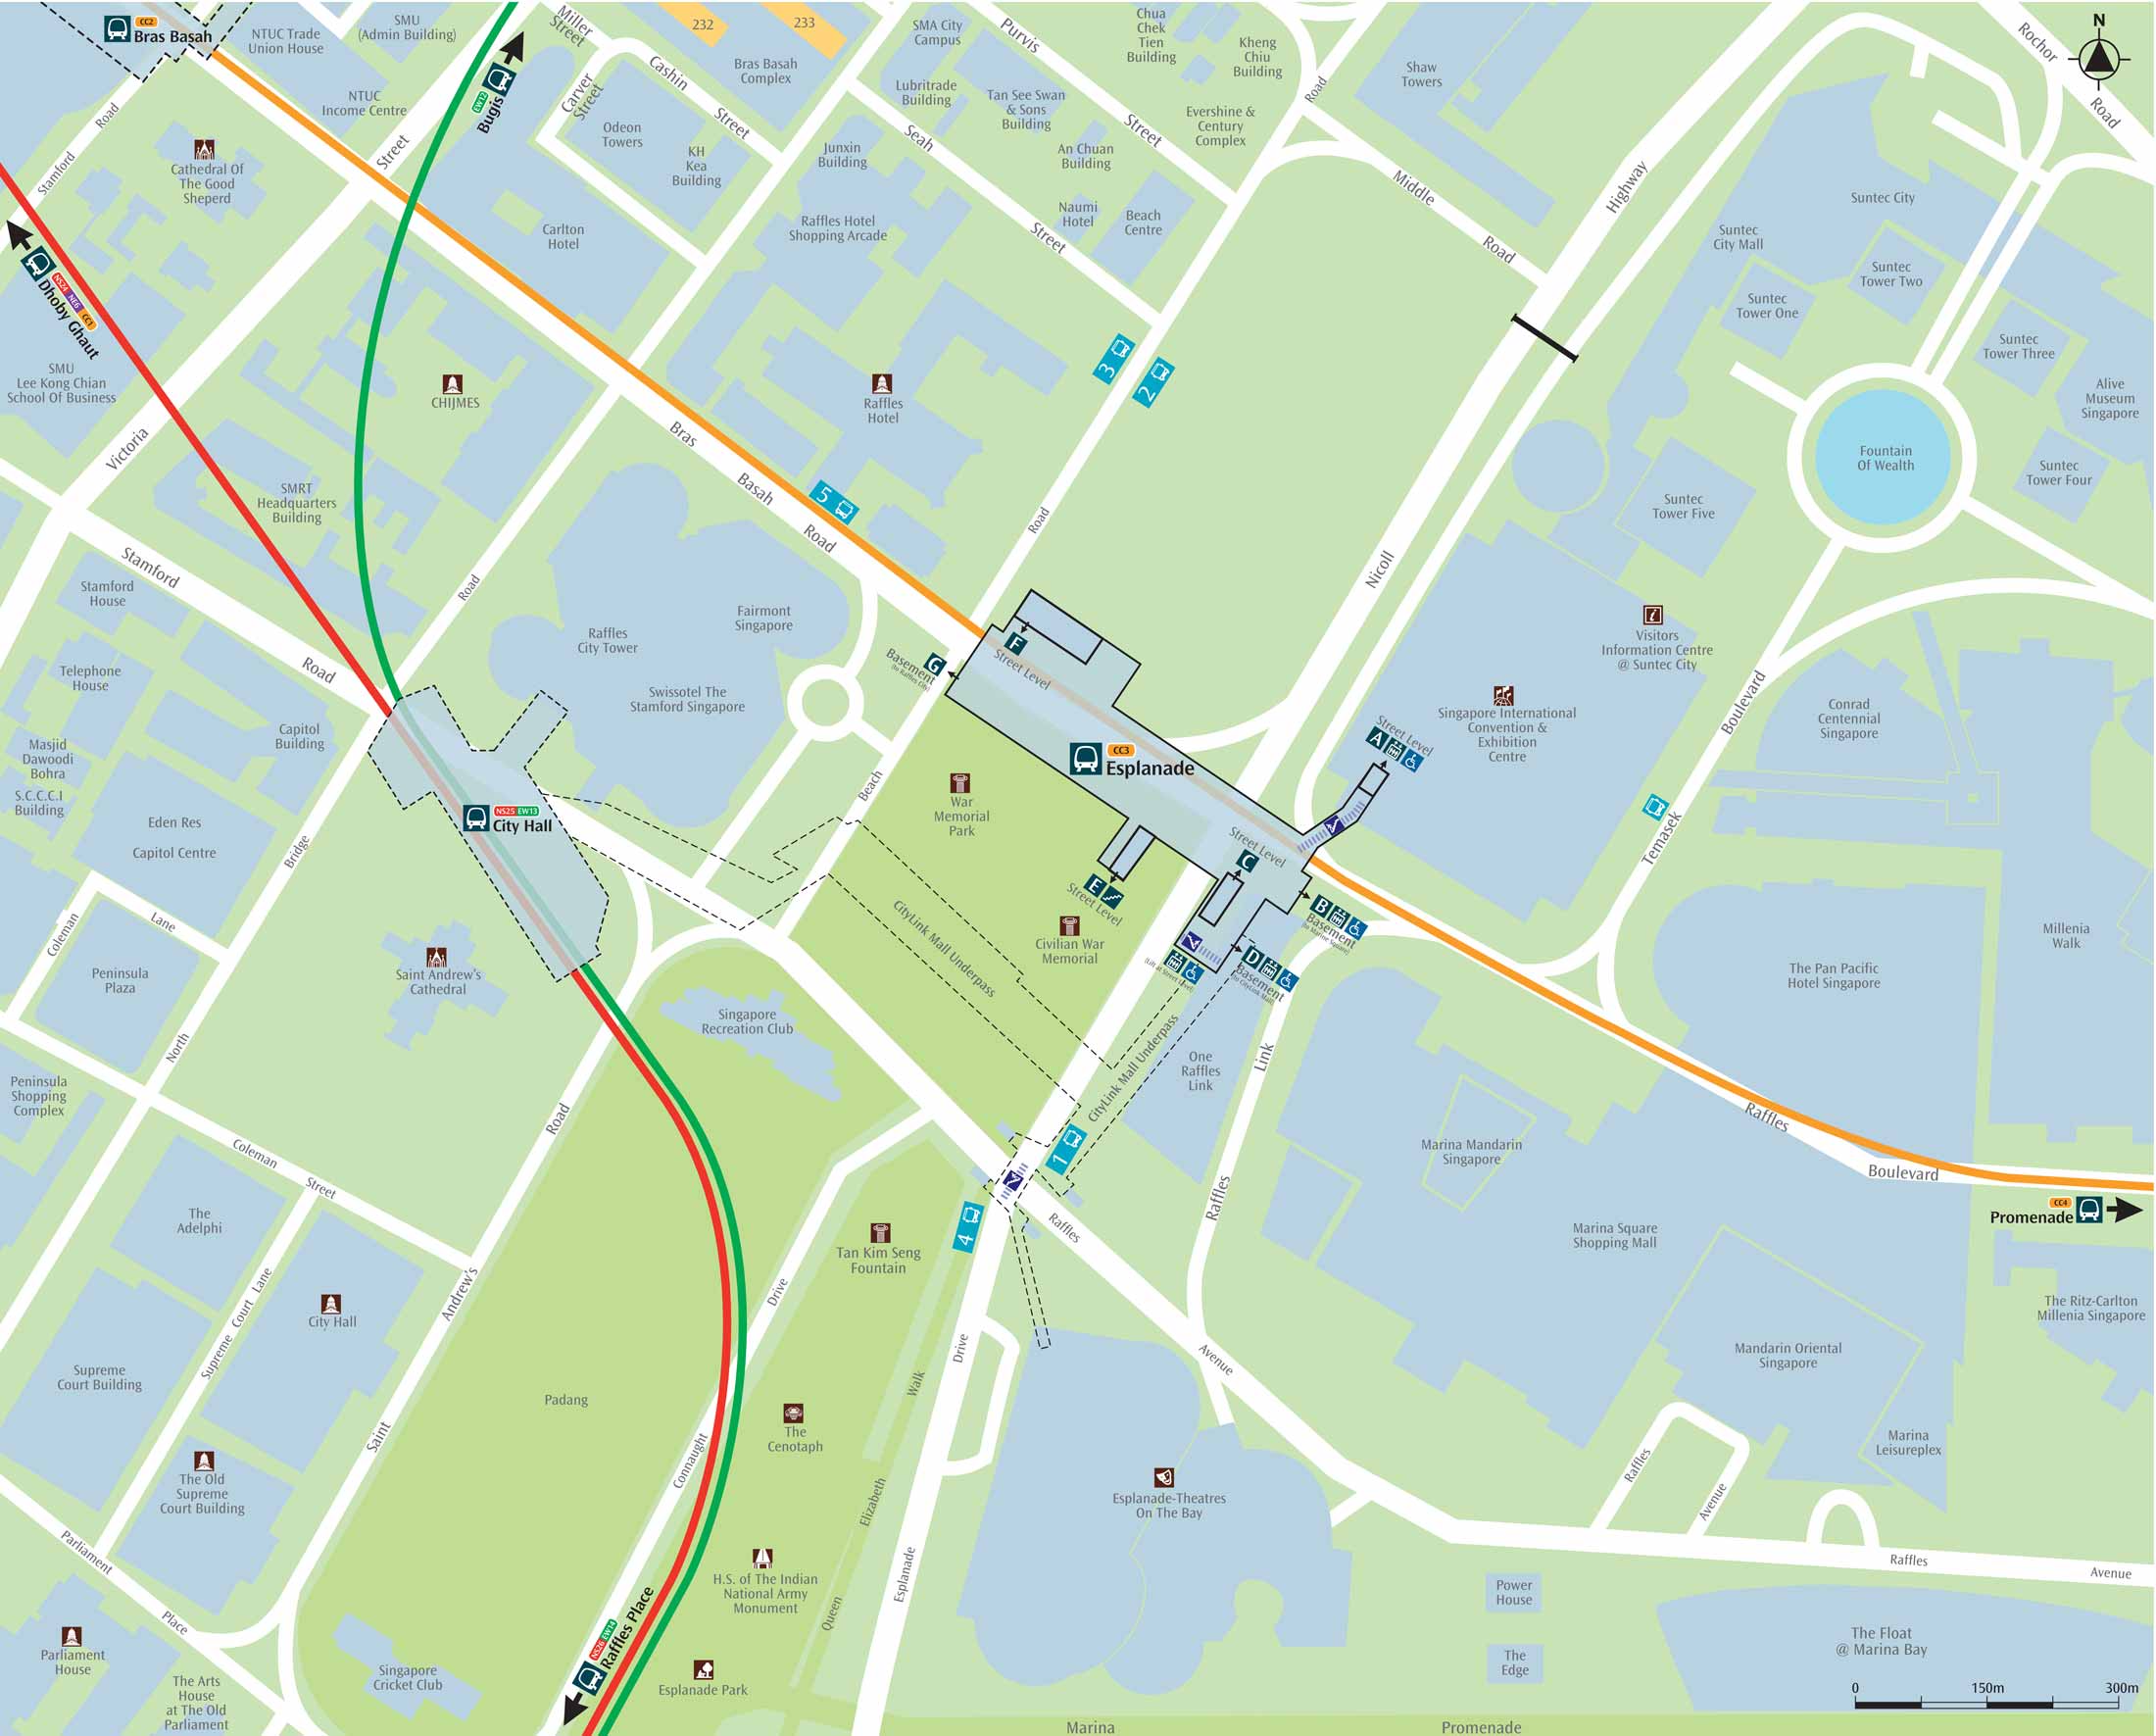 CC2
Bras Basah
NTUC Trade
Union House
SMU
(Admin Building)
Miller
Street
232
233
Bras Basah
Complex
SMA City
Campus
Purvis
Street
Chua
Chek
Tien
Building
Kheng
Chiu
Building
Road
Shaw
Towers
Rochor
Road
N
NTUC
Income Centre
EW12
Bugis
Carver
Street
Cashin
Street
Lubritrade
Building
Tan See Swan
& Sons
Building
Evershine &
Century
Complex
Road
Stamford
Street
Cathedral Of
The Good
Sheperd
Odeon
Towers
KH
Kea
Building
Junxin
Building
Seah
Street
An Chuan
Building
Middle
Road
Highway
Suntec City
Carlton
Hotel
Raffles Hotel
Shopping Arcade
Naumi
Hotel
Beach
Centre
Suntec
City Mall
Suntec
Tower Two
Suntec
Tower One
Suntec
Tower Three
NS24 NE6 CC1
Dhoby Ghaut
SMU
Lee Kong Chian
School Of Business
CHIJMES
Raffles
Hotel
3
2
Alive
Museum
Singapore
Victoria
Bras
Basah
Road
5
Fountain
Of Wealth
Suntec
Tower Four
SMRT
Headquarters
Building
Suntec
Tower Five
Road
Nicoll
Stamford
Road
Stamford
House
Road
Raffles
City Tower
Fairmont
Singapore
F
Street Level
G
Basement
(to Raffles City)
Visitors
Information Centre
@ Suntec City
Telephone
House
Swissotel The
Stamford Singapore
Singapore International
Convention &
Exhibition
Centre
Boulevard
Conrad
Centennial
Singapore
Capitol
Building
Masjid
Dawoodi
Bohra
Street Level
A
CC3
Esplanade
S.C.C.C.I
Building
Eden Res
Capitol Centre
NS25 EW13
City Hall
Beach
War
Memorial
Park
Temasek
Bridge
Street Level
C
E
Street Level
B
Basement
(to Marina Square)
Coleman
Lane
CityLink Mall Underpass
Civilian War
Memorial
D
Basement
(to CityLink Mall)
(Lift at Street Level)
Millenia
Walk
Peninsula
Plaza
Saint Andrew's
Cathedral
The Pan Pacific
Hotel Singapore
Singapore
Recreation Club
North
CityLink Mall Underpass
One
Raffles
Link
Link
Peninsula
Shopping
Complex
Road
Raffles
Boulevard
Coleman
Street
1
Marina Mandarin
Singapore
The
Adelphi
Raffles
CC4
Promenade
4
Raffles
Avenue
Tan Kim Seng
Fountain
Marina Square
Shopping Mall
Andrew's
Supreme Court Lane
Drive
City Hall
The Ritz-Carlton
Millenia Singapore
Drive
Supreme
Court Building
Walk
Mandarin Oriental
Singapore
Padang
Saint
The
Cenotaph
Connaught
Marina
Leisureplex
Raffles
Avenue
The Old
Supreme
Court Building
Elizabeth
Esplanade-Theatres
On The Bay
Parliament
Place
Esplanade
Raffles
Avenue
H.S. of The Indian
National Army
Monument
Queen
Power
House
NS26 EW14
Raffles Place
The Float
@ Marina Bay
Parliament
House
Singapore
Cricket Club
Esplanade Park
The
Edge
The Arts
House
at The Old
Parliament
0
150m
300m
Marina
Promenade